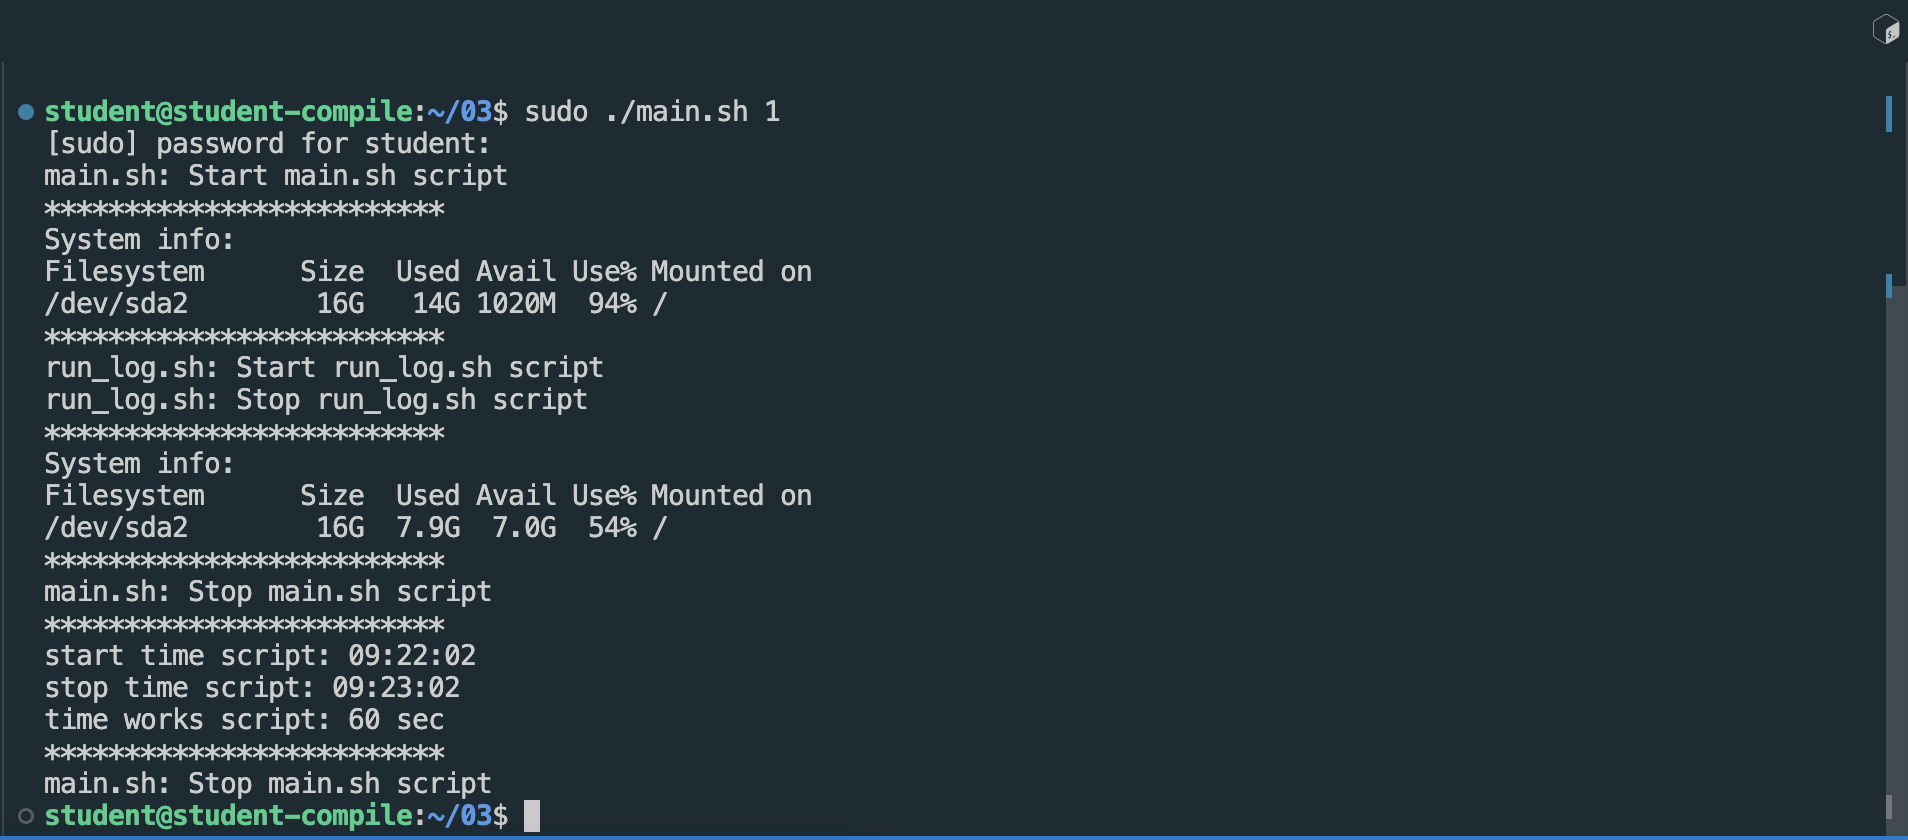 student@student-compile:~/03$ sudo ./main.sh 1
[sudo] password for student:
main.sh: Start main.sh script
*************************
System info:
Filesystem      Size  Used Avail Use% Mounted on
/dev/sda2        16G   14G 1020M  94% /
*************************
run_log.sh: Start run_log.sh script
run_log.sh: Stop run_log.sh script
*************************
System info:
Filesystem      Size  Used Avail Use% Mounted on
/dev/sda2        16G  7.9G  7.0G  54% /
*************************
main.sh: Stop main.sh script
*************************
start time script: 09:22:02
stop time script: 09:23:02
time works script: 60 sec
*************************
main.sh: Stop main.sh script
student@student-compile:~/03$